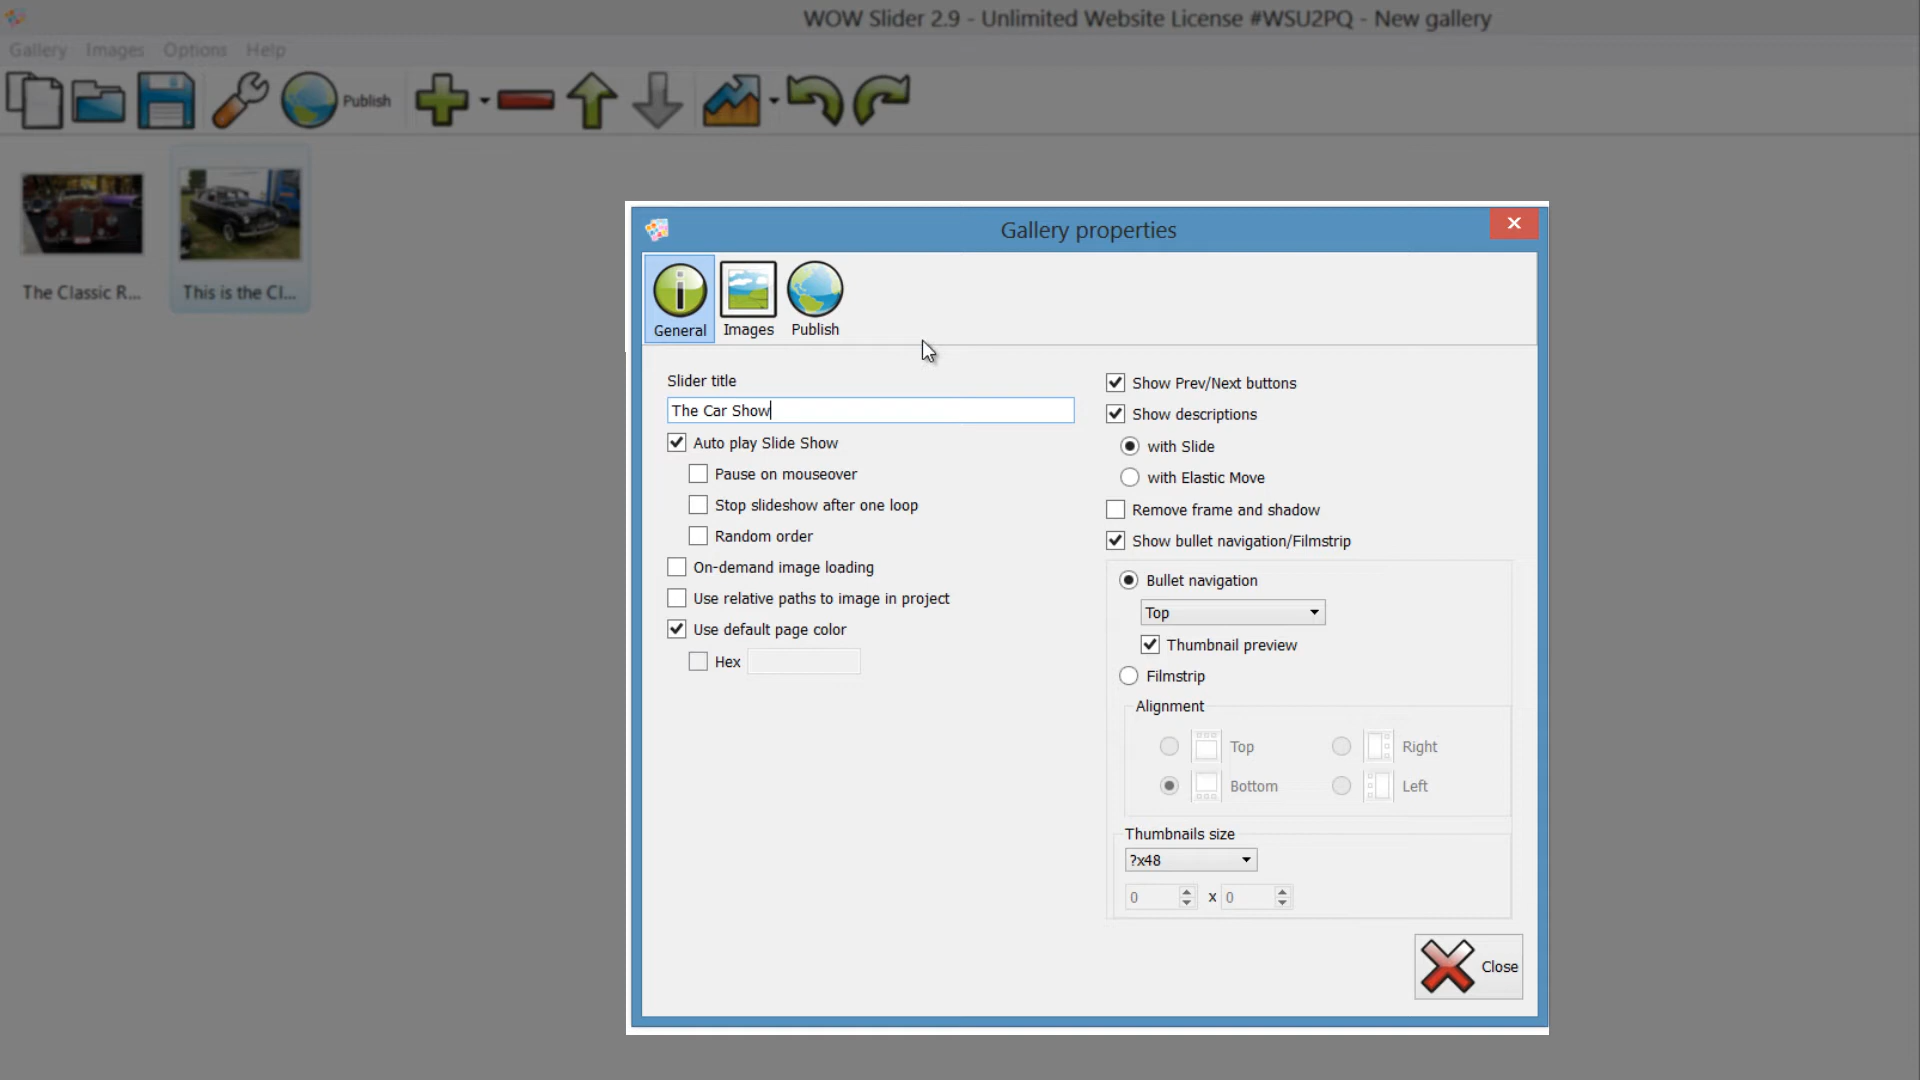 WOW Slider 2.9 - Unlimited Website License #WSU2PQ - New gallery
Gallery Images Options Help
Publish
The Classic R...
This is the Cl...
Gallery properties
General
Images
Publish
Slider title
The Car Show
Auto play Slide Show
Pause on mouseover
Stop slideshow after one loop
Random order
On-demand image loading
Use relative paths to image in project
Use default page color
Hex
Show Prev/Next buttons
Show descriptions
with Slide
with Elastic Move
Remove frame and shadow
Show bullet navigation/Filmstrip
Bullet navigation
Top
Thumbnail preview
Filmstrip
Alignment
Top
Right
Bottom
Left
Thumbnails size
?x48
0 x 0
Close